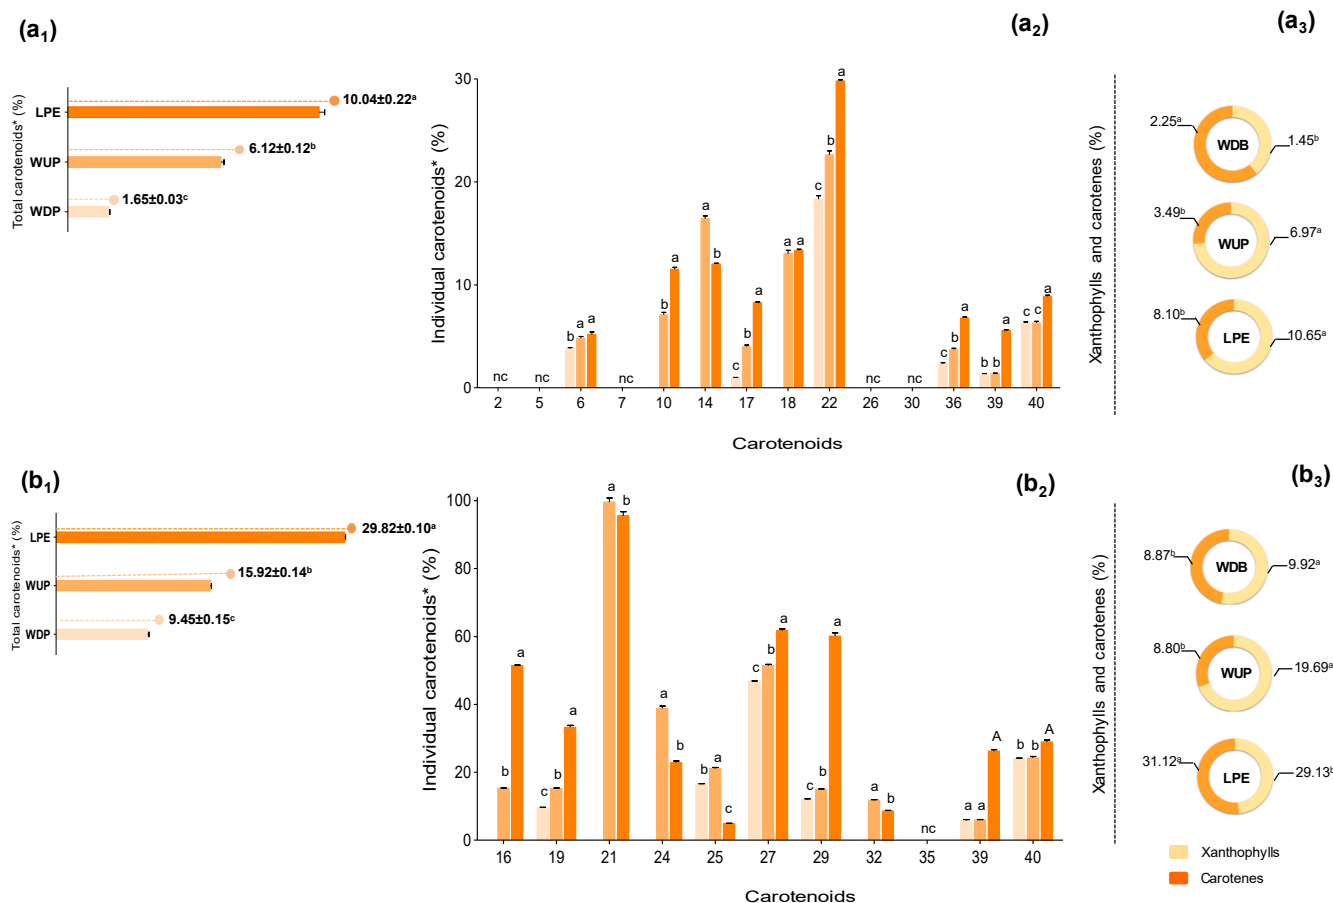 (a1)
Total carotenoids* (%)
LPE
10.04±0.22ᵃ
WUP
6.12±0.12ᵇ
WDP
1.65±0.03ᶜ
(a2)
Individual carotenoids* (%)
30
20
10
0
nc nc b a a nc b a a b c b a a a c b a nc nc c b a b b a c c a
2 5 6 7 10 14 17 18 22 26 30 36 39 40
Carotenoids
(a3)
Xanthophylls and carotenes (%)
2.25ᵃ WDB 1.45ᵇ
3.49ᵇ WUP 6.97ᵃ
8.10ᵇ LPE 10.65ᵃ
(b1)
Total carotenoids* (%)
LPE
29.82±0.10ᵃ
WUP
15.92±0.14ᵇ
WDP
9.45±0.15ᶜ
(b2)
Individual carotenoids* (%)
100
80
60
40
20
0
b a c b a a b a b b a c c b a c b a a b nc a a A b b A
16 19 21 24 25 27 29 32 35 39 40
Carotenoids
(b3)
Xanthophylls and carotenes (%)
8.87ᵇ WDB 9.92ᵃ
8.80ᵇ WUP 19.69ᵃ
31.12ᵃ LPE 29.13ᵇ
Xanthophylls
Carotenes